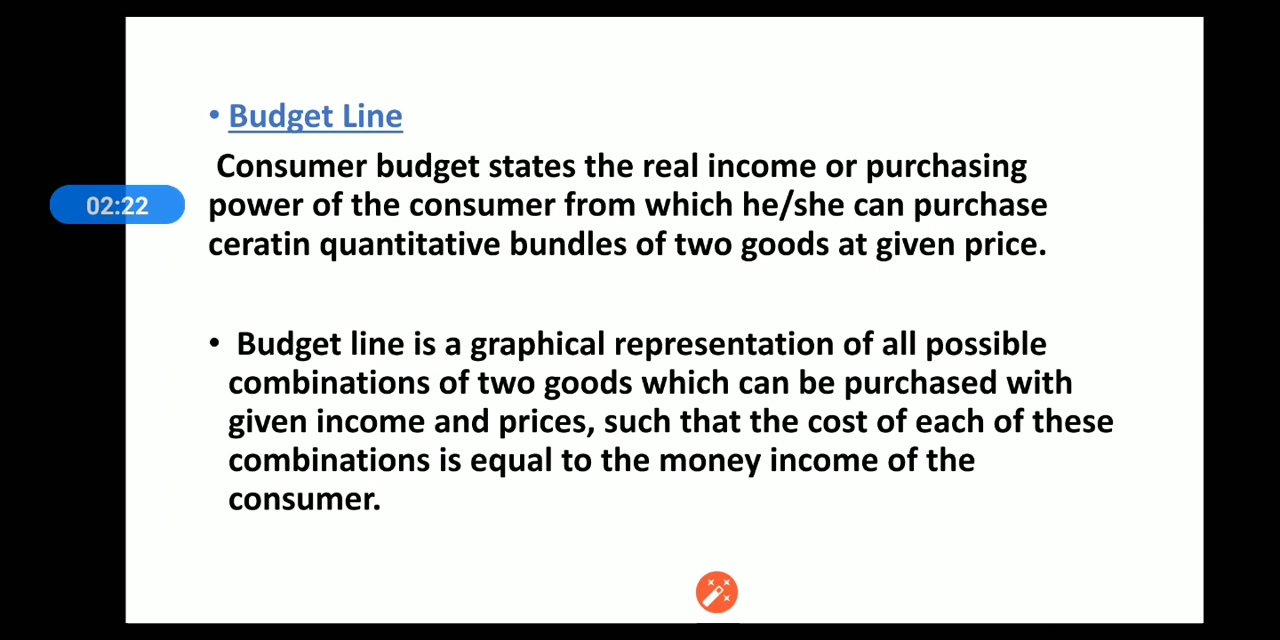 • Budget Line
Consumer budget states the real income or purchasing
02:22
power of the consumer from which he/she can purchase
ceratin quantitative bundles of two goods at given price.
• Budget line is a graphical representation of all possible
combinations of two goods which can be purchased with
given income and prices, such that the cost of each of these
combinations is equal to the money income of the
consumer.